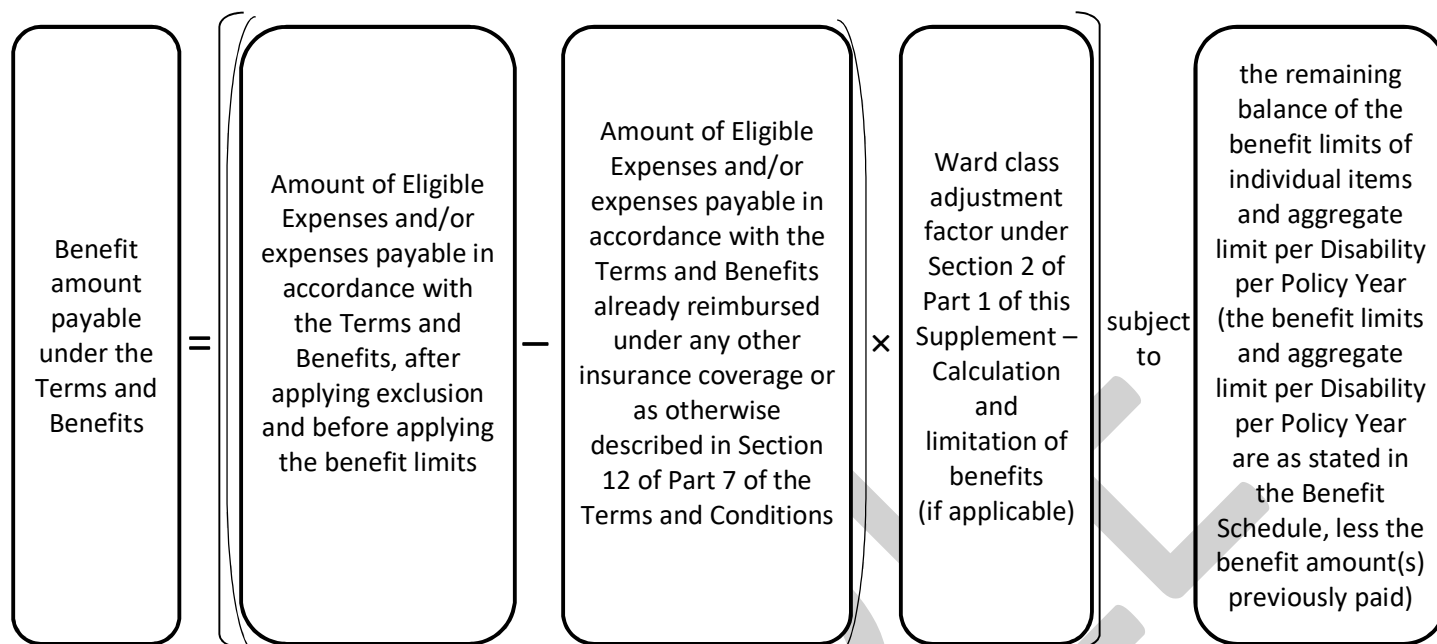 Benefit
amount
payable
under the
Terms and
Benefits
=
Amount of Eligible
Expenses and/or
expenses payable in
accordance with
the Terms and
Benefits, after
applying exclusion
and before applying
the benefit limits
–
Amount of Eligible
Expenses and/or
expenses payable in
accordance with the
Terms and Benefits
already reimbursed
under any other
insurance coverage or
as otherwise
described in Section
12 of Part 7 of the
Terms and Conditions
×
Ward class
adjustment
factor under
Section 2 of
Part 1 of this
Supplement –
Calculation
and
limitation of
benefits
(if applicable)
subject
to
the remaining
balance of the
benefit limits of
individual items
and aggregate
limit per Disability
per Policy Year
(the benefit limits
and aggregate
limit per Disability
per Policy Year
are as stated in
the Benefit
Schedule, less the
benefit amount(s)
previously paid)